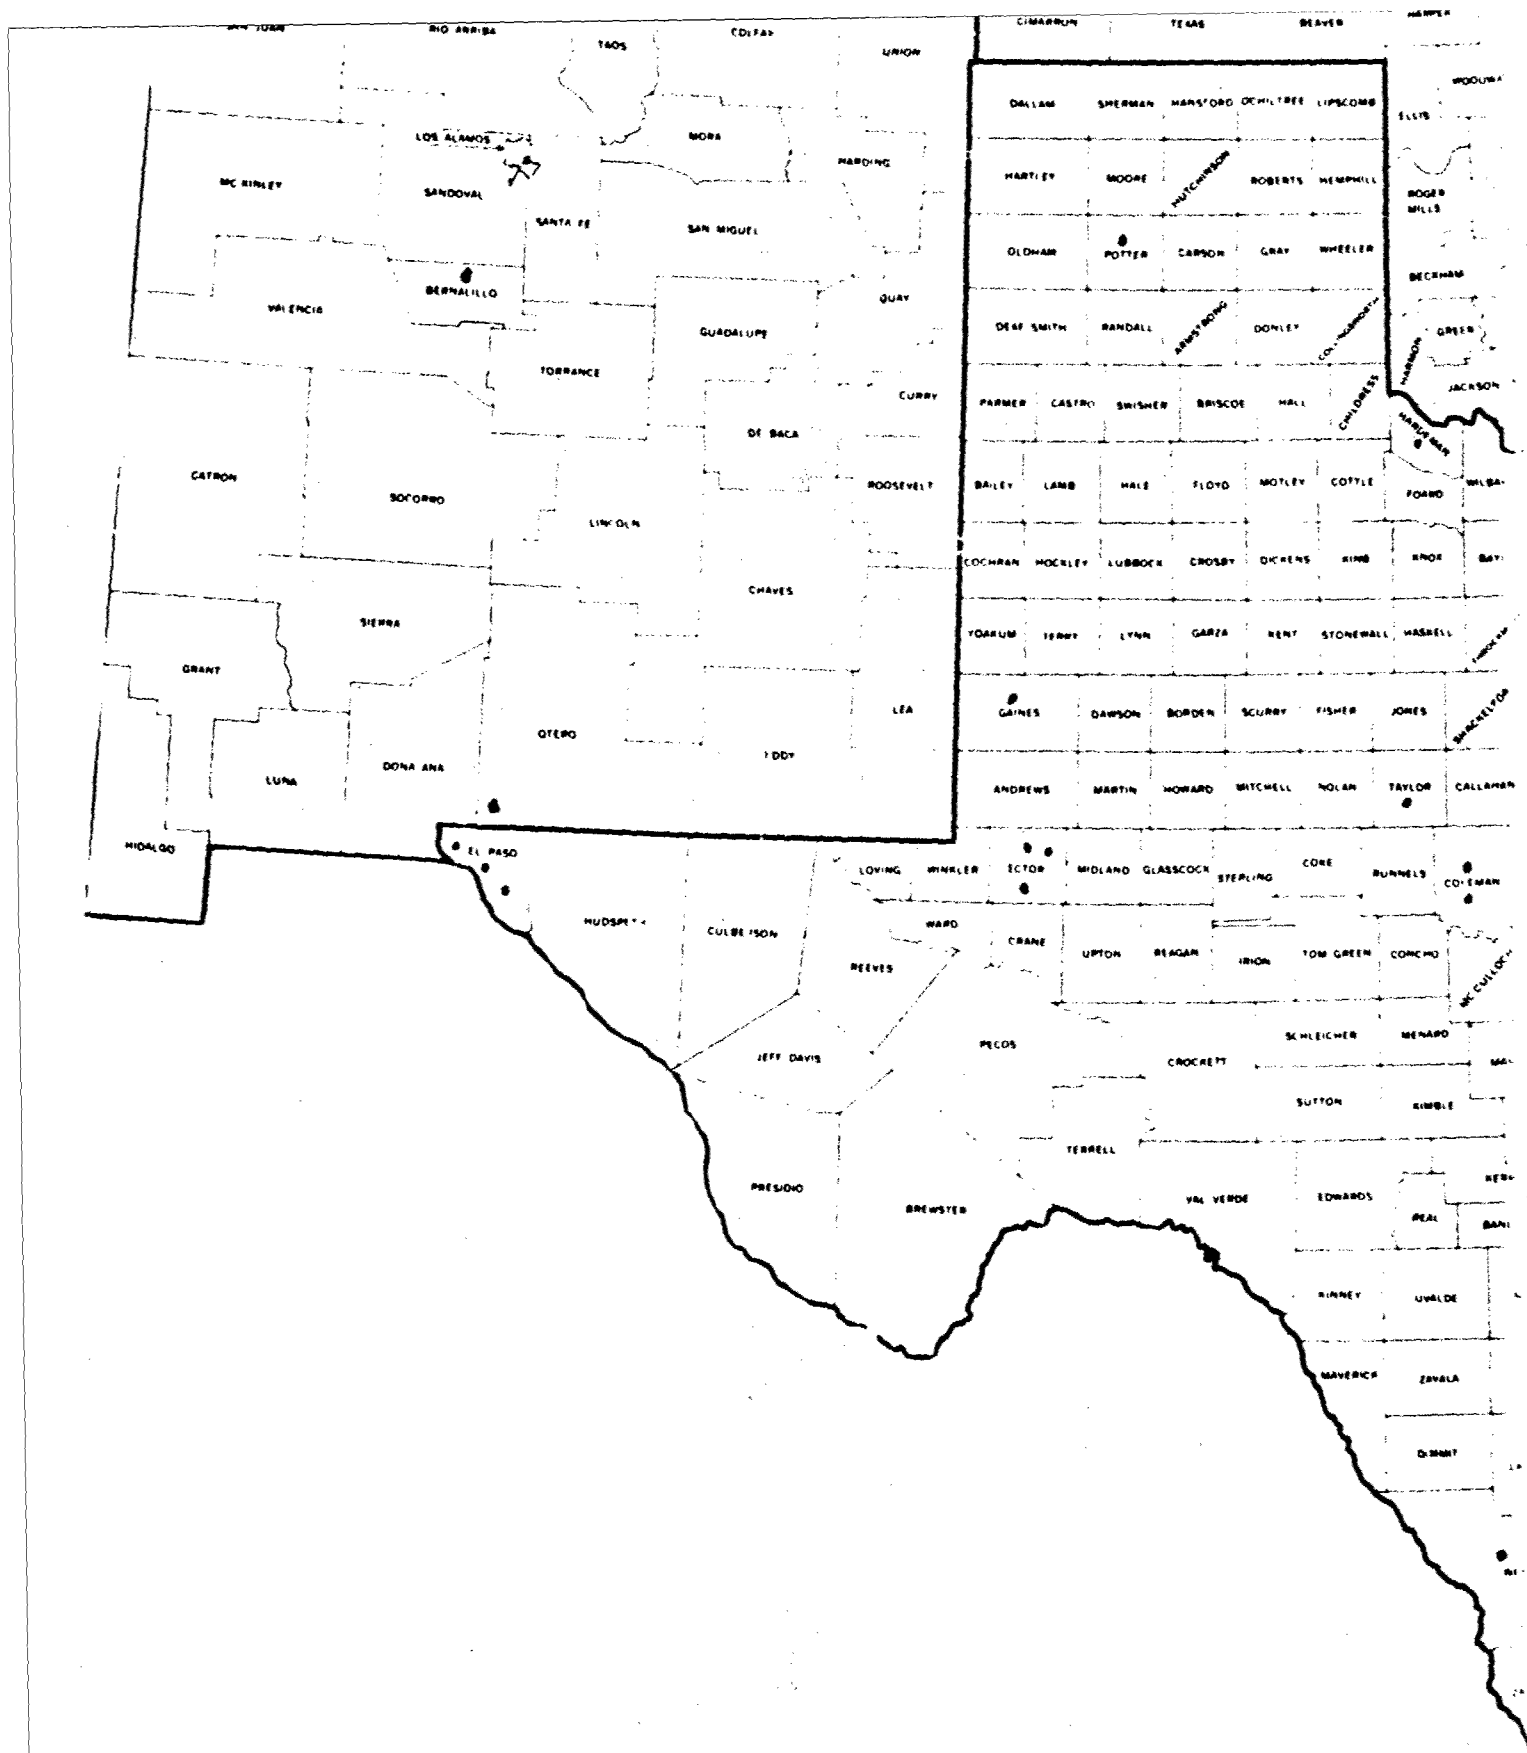 RIO ARRIBA
TAOS
COLFAX
UNION
CIMARRON
TEXAS
BEAVER
HARPER
DALLAM
SHERMAN
HANSFORD
OCHILTREE
LIPSCOMB
ELLIS
LOS ALAMOS
MORA
HARDING
MC KINLEY
SANDOVAL
HARTLEY
MOORE
HUTCHINSON
ROBERTS
HEMPHILL
ROGER
MILLS
SANTA FE
SAN MIGUEL
OLDHAM
POTTER
CARSON
GRAY
WHEELER
BECKHAM
BERNALILLO
VALENCIA
QUAY
GUADALUPE
DEAF SMITH
RANDALL
ARMSTRONG
DONLEY
COLLINGSWORTH
GREER
HARMON
TORRANCE
CURRY
PARMER
CASTRO
SWISHER
BRISCOE
HALL
CHILDRESS
JACKSON
HARDEMAN
DE BACA
CATRON
SOCORRO
LINCOLN
ROOSEVELT
BAILEY
LAMB
HALE
FLOYD
MOTLEY
COTTLE
FOARD
WILBA
COCHRAN
HOCKLEY
LUBBOCK
CROSBY
DICKENS
KING
KNOX
BAY
CHAVES
SIERRA
YOAKUM
TERRY
LYNN
GARZA
KENT
STONEWALL
HASKELL
GRANT
LEA
GAINES
DAWSON
BORDEN
SCURRY
FISHER
JONES
SHACKELFOR
OTERO
EDDY
LUNA
DONA ANA
ANDREWS
MARTIN
HOWARD
MITCHELL
NOLAN
TAYLOR
CALLAHAN
HIDALGO
EL PASO
LOVING
WINKLER
ECTOR
MIDLAND
GLASSCOCK
STERLING
COKE
RUNNELS
COLEMAN
HUDSPETH
CULBERSON
WARD
CRANE
REEVES
UPTON
REAGAN
IRION
TOM GREEN
CONCHO
MC CULLOCH
JEFF DAVIS
PECOS
CROCKETT
SCHLEICHER
MENARD
SUTTON
KIMBLE
TERRELL
PRESIDIO
BREWSTER
VAL VERDE
EDWARDS
REAL
KERR
KINNEY
UVALDE
MAVERICK
ZAVALA
DIMMIT